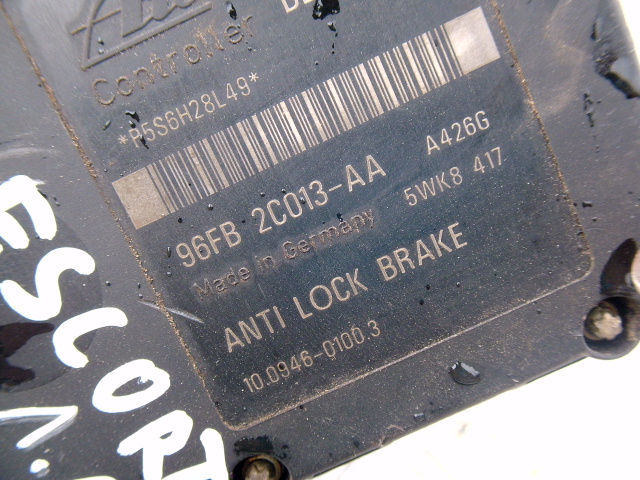 Controller
*P5S6H28L49*
A426G
96FB 2C013-AA
5WK8 417
Made in Germany
ANTI LOCK BRAKE
10.0946-0100.3
ESCORT